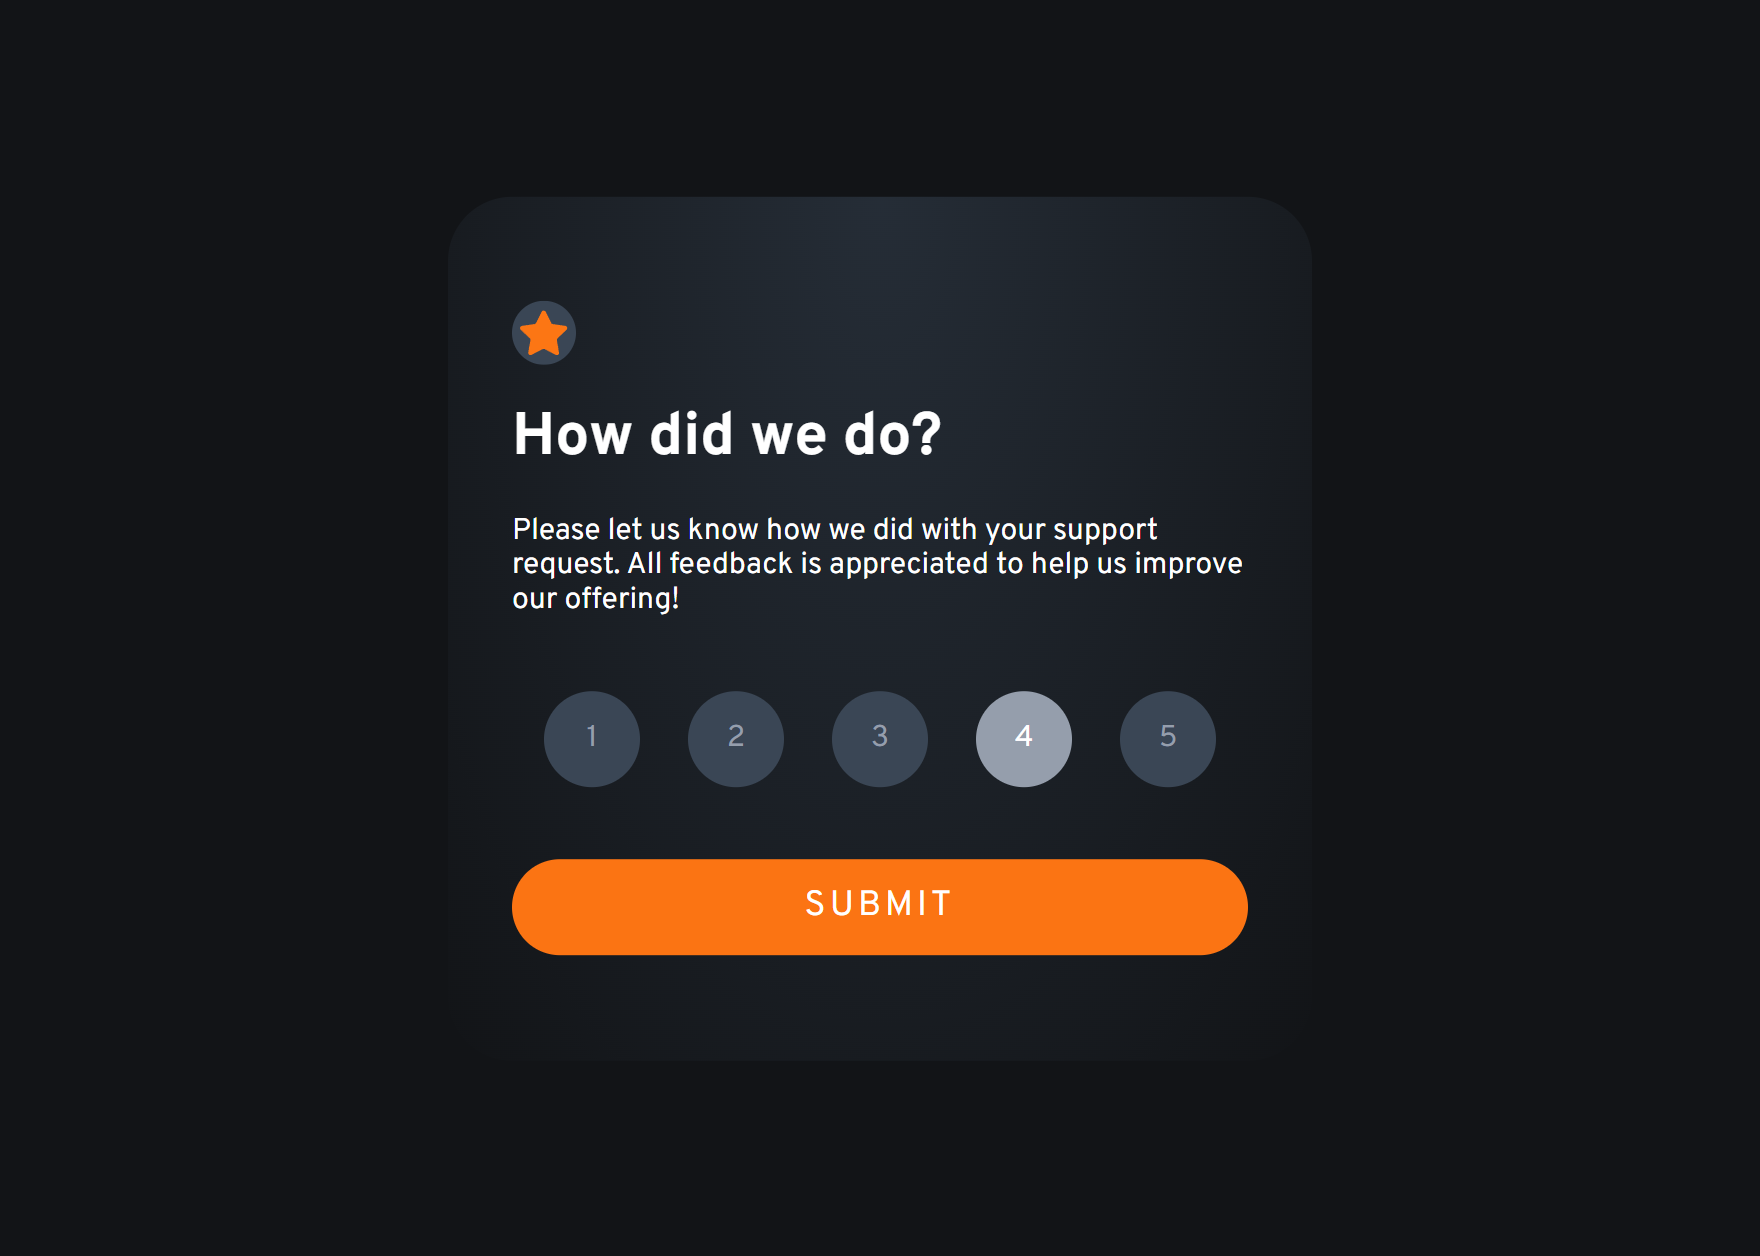 How did we do?
Please let us know how we did with your support
request. All feedback is appreciated to help us improve
our offering!
1 2 3 4 5
SUBMIT